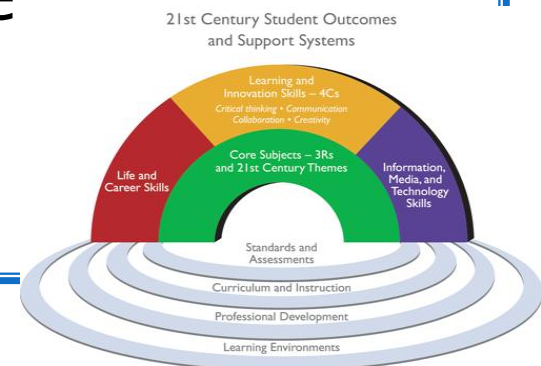 21st Century Student Outcomes
and Support Systems
Learning and
Innovation Skills – 4Cs
Critical thinking • Communication
Collaboration • Creativity
Core Subjects – 3Rs
and 21st Century Themes
Life and
Career Skills
Information,
Media, and
Technology
Skills
Standards and
Assessments
Curriculum and Instruction
Professional Development
Learning Environments